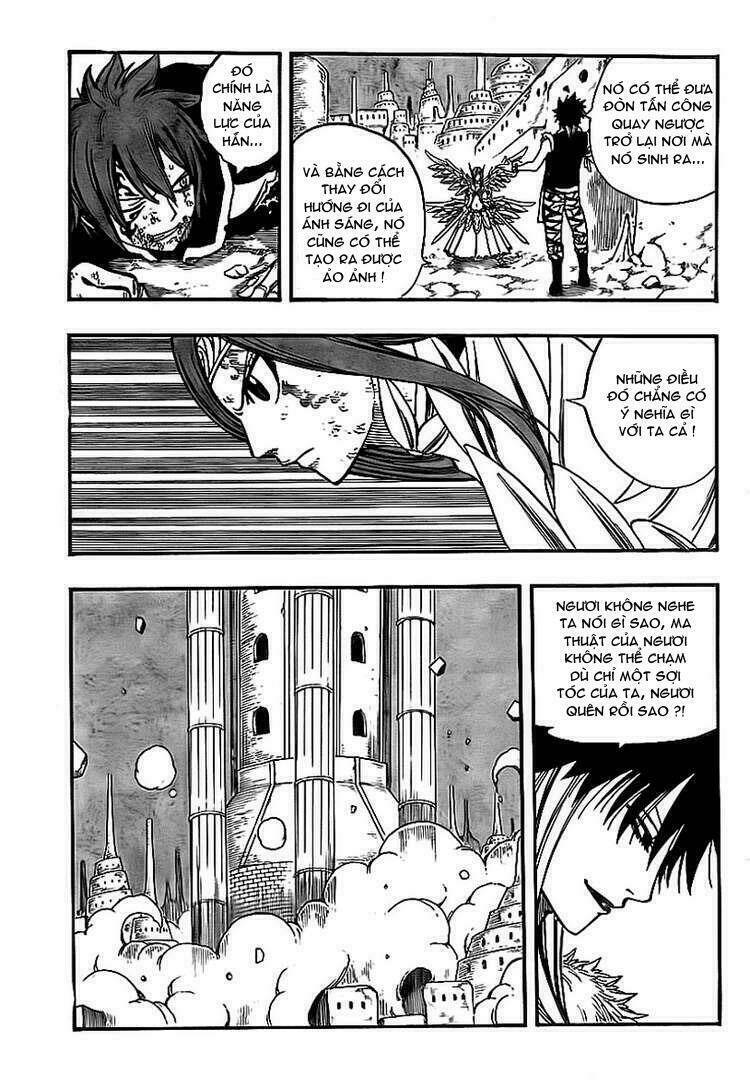 ĐÓ
CHÍNH LÀ
NĂNG
LỰC CỦA
HẮN...
NÓ CÓ THỂ ĐƯA
ĐÒN TẤN CÔNG
QUAY NGƯỢC
TRỞ LẠI NƠI MÀ
NÓ SINH RA...
VÀ BẰNG CÁCH
THAY ĐỔI
HƯỚNG ĐI CỦA
ÁNH SÁNG, NÓ
CŨNG CÓ THỂ
TẠO RA ĐƯỢC
ẢO ẢNH !
NHỮNG ĐIỀU
ĐÓ CHẲNG CÓ
Ý NGHĨA GÌ
VỚI TA CẢ !
NGƯƠI KHÔNG NGHE
TA NÓI GÌ SAO, MA
THUẬT CỦA NGƯƠI
KHÔNG THỂ CHẠM
DÙ CHỈ MỘT SỢI
TÓC CỦA TA, NGƯƠI
QUÊN RỒI SAO ?!